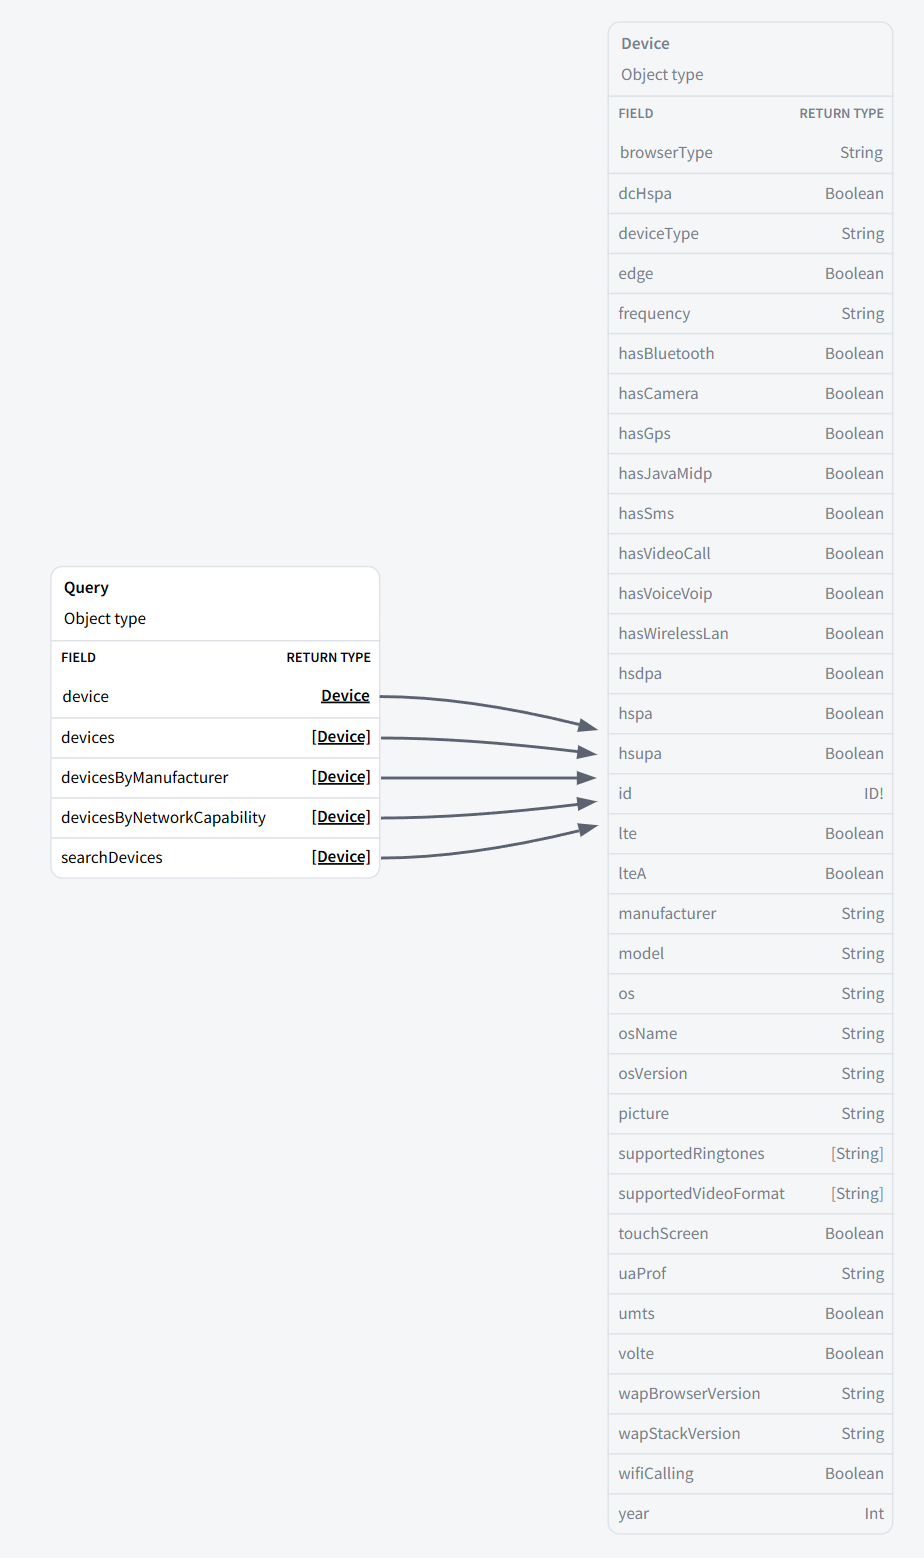 Device
Object type
FIELD RETURN TYPE
browserType String
dcHspa Boolean
deviceType String
edge Boolean
frequency String
hasBluetooth Boolean
hasCamera Boolean
hasGps Boolean
hasJavaMidp Boolean
hasSms Boolean
hasVideoCall Boolean
hasVoiceVoip Boolean
hasWirelessLan Boolean
hsdpa Boolean
hspa Boolean
hsupa Boolean
id ID!
lte Boolean
lteA Boolean
manufacturer String
model String
os String
osName String
osVersion String
picture String
supportedRingtones [String]
supportedVideoFormat [String]
touchScreen Boolean
uaProf String
umts Boolean
volte Boolean
wapBrowserVersion String
wapStackVersion String
wifiCalling Boolean
year Int
Query
Object type
FIELD RETURN TYPE
device Device
devices [Device]
devicesByManufacturer [Device]
devicesByNetworkCapability [Device]
searchDevices [Device]